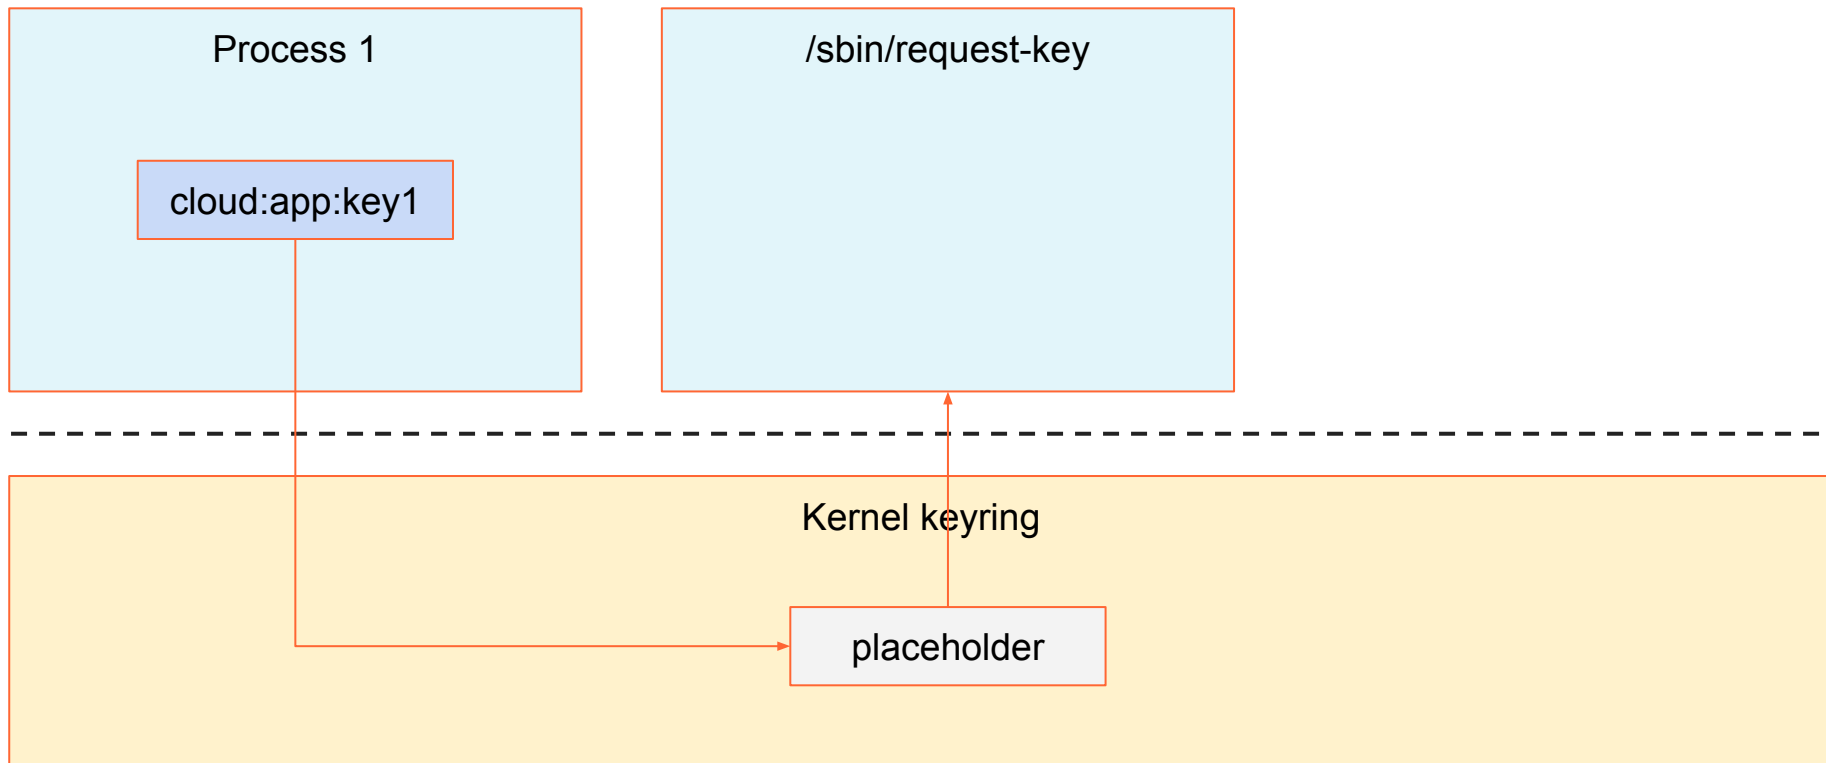 Process 1
/sbin/request-key
cloud:app:key1
Kernel keyring
placeholder